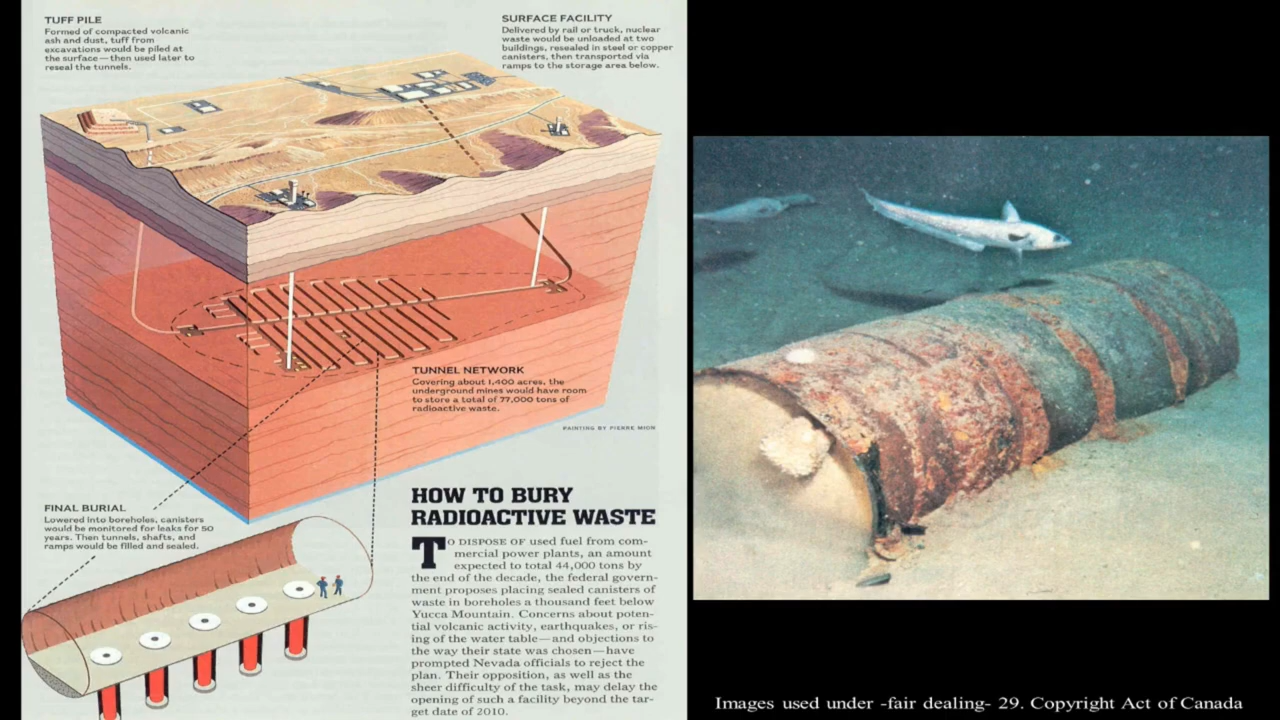 TUFF PILE
Formed of compacted volcanic
ash and dust, tuff from
excavations would be piled at
the surface—then used later to
reseal the tunnels.
SURFACE FACILITY
Delivered by rail or truck, nuclear
waste would be unloaded at two
buildings, resealed in steel or copper
canisters, then transported via
ramps to the storage area below.
TUNNEL NETWORK
Covering about 1,400 acres, the
underground mines would have room
to store a total of 77,000 tons of
radioactive waste.
PAINTING BY PIERRE MION
FINAL BURIAL
Lowered into boreholes, canisters
would be monitored for leaks for 50
years. Then tunnels, shafts, and
ramps would be filled and sealed.
HOW TO BURY
RADIOACTIVE WASTE
TO DISPOSE OF used fuel from com-
mercial power plants, an amount
expected to total 44,000 tons by
the end of the decade, the federal govern-
ment proposes placing sealed canisters of
waste in boreholes a thousand feet below
Yucca Mountain. Concerns about poten-
tial volcanic activity, earthquakes, or ris-
ing of the water table—and objections to
the way their state was chosen—have
prompted Nevada officials to reject the
plan. Their opposition, as well as the
sheer difficulty of the task, may delay the
opening of such a facility beyond the tar-
get date of 2010.
Images used under -fair dealing- 29. Copyright Act of Canada